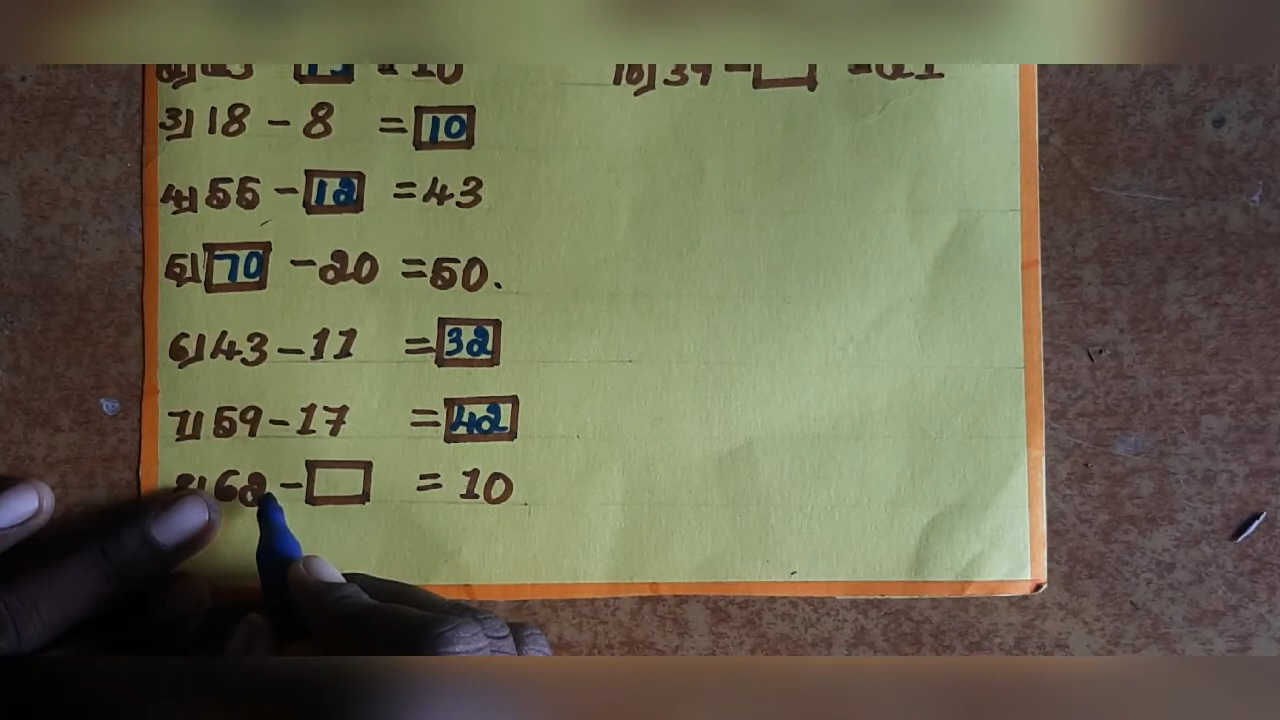 3) 18 - 8 = 10
4) 55 - 12 = 43
5) 70 - 20 = 50.
6) 43 - 11 = 32
7) 59 - 17 = 42
62 - = 10